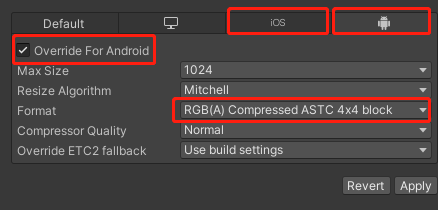 Default iOS
Override For Android
Max Size 1024
Resize Algorithm Mitchell
Format RGB(A) Compressed ASTC 4x4 block
Compressor Quality Normal
Override ETC2 fallback Use build settings
Revert Apply